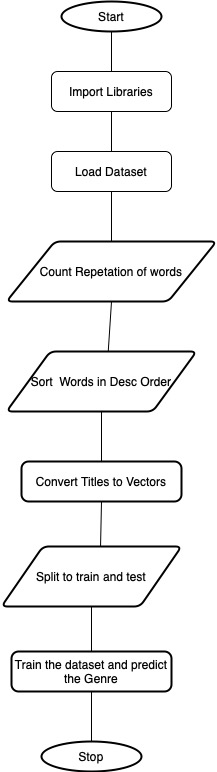 Start
Import Libraries
Load Dataset
Count Repetation of words
Sort  Words in Desc Order
Convert Titles to Vectors
Split to train and test
Train the dataset and predict
the Genre
Stop